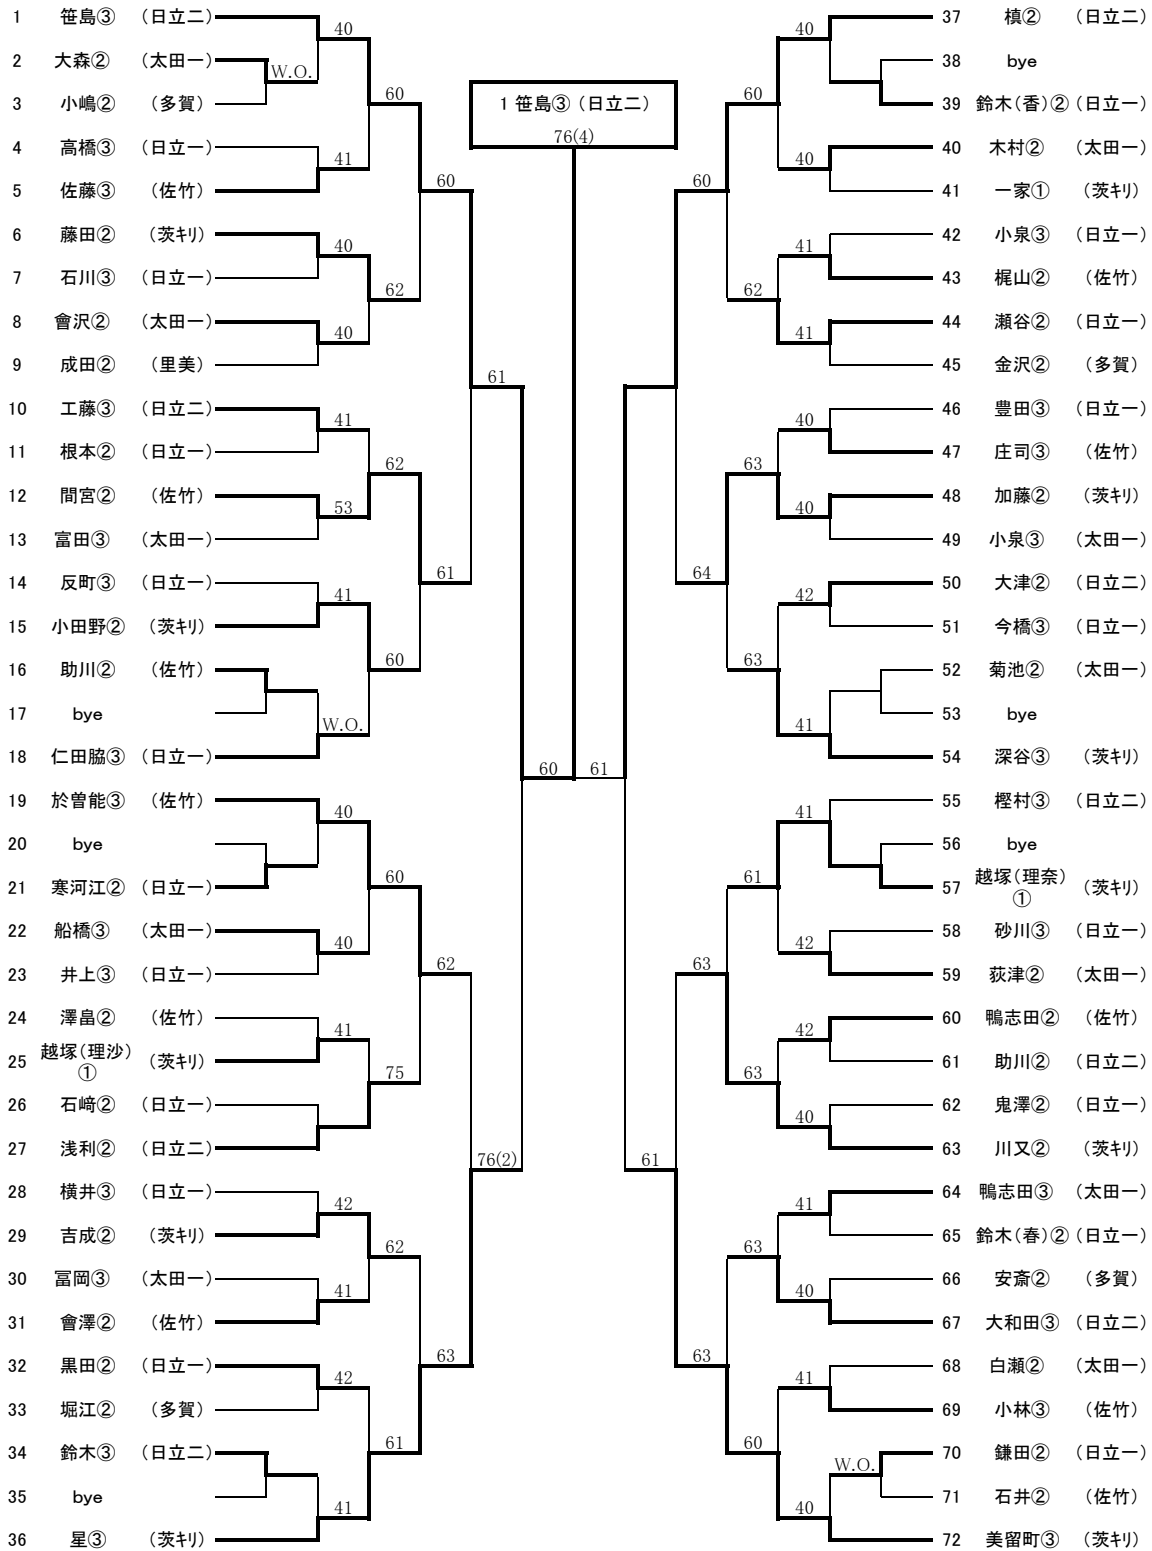 1 笹島③ (日立二)
2 大森② (太田一)
3 小嶋② (多賀)
4 高橋③ (日立一)
5 佐藤③ (佐竹)
6 藤田② (茨キリ)
7 石川③ (日立一)
8 會沢② (太田一)
9 成田② (里美)
10 工藤③ (日立二)
11 根本② (日立一)
12 間宮② (佐竹)
13 富田③ (太田一)
14 反町③ (日立一)
15 小田野② (茨キリ)
16 助川② (佐竹)
17 bye
18 仁田脇③ (日立一)
19 於曽能③ (佐竹)
20 bye
21 寒河江② (日立一)
22 船橋③ (太田一)
23 井上③ (日立一)
24 澤畠② (佐竹)
25 越塚(理沙)① (茨キリ)
26 石﨑② (日立一)
27 浅利② (日立二)
28 横井③ (日立一)
29 吉成② (茨キリ)
30 冨岡③ (太田一)
31 會澤② (佐竹)
32 黒田② (日立一)
33 堀江② (多賀)
34 鈴木③ (日立二)
35 bye
36 星③ (茨キリ)
W.O.
40
41
40
40
41
53
41
W.O.
40
40
41
42
41
42
41
60
62
62
60
60
75
62
61
60
61
62
63
61
76(2)
60
1 笹島③ (日立二)
76(4)
61
60
64
63
63
61
60
62
63
63
61
63
63
60
40
40
41
41
40
40
42
41
41
42
42
40
41
40
41
W.O.
40
61
37 槙② (日立二)
38 bye
39 鈴木(香)② (日立一)
40 木村② (太田一)
41 一家① (茨キリ)
42 小泉③ (日立一)
43 梶山② (佐竹)
44 瀬谷② (日立一)
45 金沢② (多賀)
46 豊田③ (日立一)
47 庄司③ (佐竹)
48 加藤② (茨キリ)
49 小泉③ (太田一)
50 大津② (日立二)
51 今橋③ (日立一)
52 菊池② (太田一)
53 bye
54 深谷③ (茨キリ)
55 樫村③ (日立二)
56 bye
57 越塚(理奈)① (茨キリ)
58 砂川③ (日立一)
59 荻津② (太田一)
60 鴨志田② (佐竹)
61 助川② (日立二)
62 鬼澤② (日立一)
63 川又② (茨キリ)
64 鴨志田③ (太田一)
65 鈴木(春)② (日立一)
66 安斎② (多賀)
67 大和田③ (日立二)
68 白瀬② (太田一)
69 小林③ (佐竹)
70 鎌田② (日立一)
71 石井② (佐竹)
72 美留町③ (茨キリ)